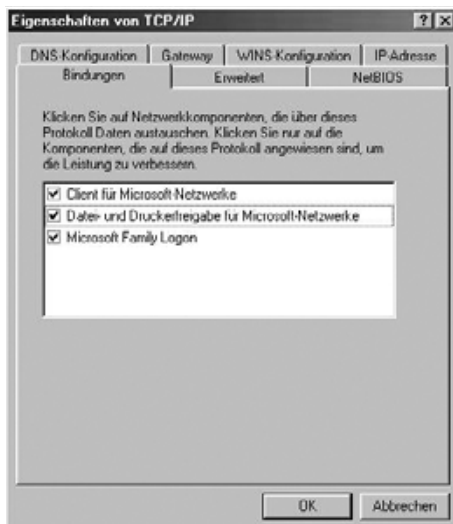 Eigenschaften von TCP/IP
DNS-Konfiguration Gateway WINS-Konfiguration IP-Adresse
Bindungen Erweitert NetBIOS
Klicken Sie auf Netzwerkkomponenten, die über dieses
Protokoll Daten austauschen. Klicken Sie nur auf die
Komponenten, die auf dieses Protokoll angewiesen sind, um
die Leistung zu verbessern.
Client für Microsoft-Netzwerke
Datei- und Druckerfreigabe für Microsoft-Netzwerke
Microsoft Family Logon
OK Abbrechen